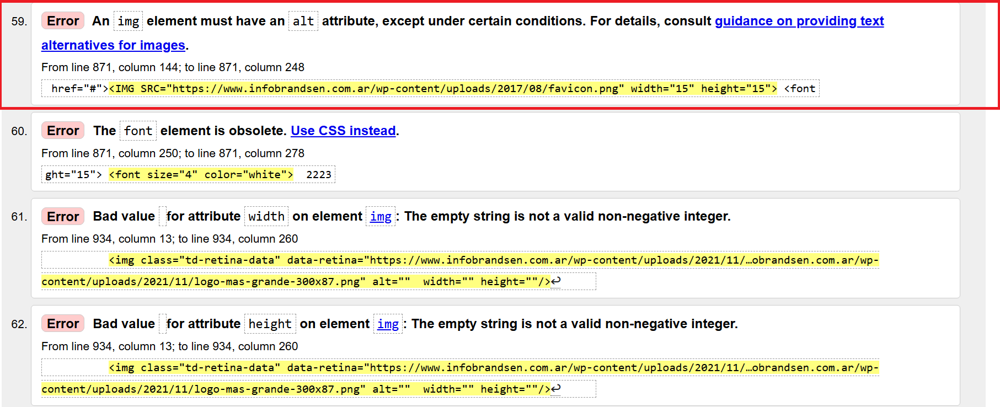 59. Error An img element must have an alt attribute, except under certain conditions. For details, consult guidance on providing text
alternatives for images.
From line 871, column 144; to line 871, column 248
href="#"><IMG SRC="https://www.infobrandsen.com.ar/wp-content/uploads/2017/08/favicon.png" width="15" height="15"> <font
60. Error The font element is obsolete. Use CSS instead.
From line 871, column 250; to line 871, column 278
ght="15"> <font size="4" color="white">  2223
61. Error Bad value  for attribute width on element img: The empty string is not a valid non-negative integer.
From line 934, column 13; to line 934, column 260
<img class="td-retina-data" data-retina="https://www.infobrandsen.com.ar/wp-content/uploads/2021/11/…obrandsen.com.ar/wp-
content/uploads/2021/11/logo-mas-grande-300x87.png" alt=""  width="" height=""/>↩
62. Error Bad value  for attribute height on element img: The empty string is not a valid non-negative integer.
From line 934, column 13; to line 934, column 260
<img class="td-retina-data" data-retina="https://www.infobrandsen.com.ar/wp-content/uploads/2021/11/…obrandsen.com.ar/wp-
content/uploads/2021/11/logo-mas-grande-300x87.png" alt=""  width="" height=""/>↩